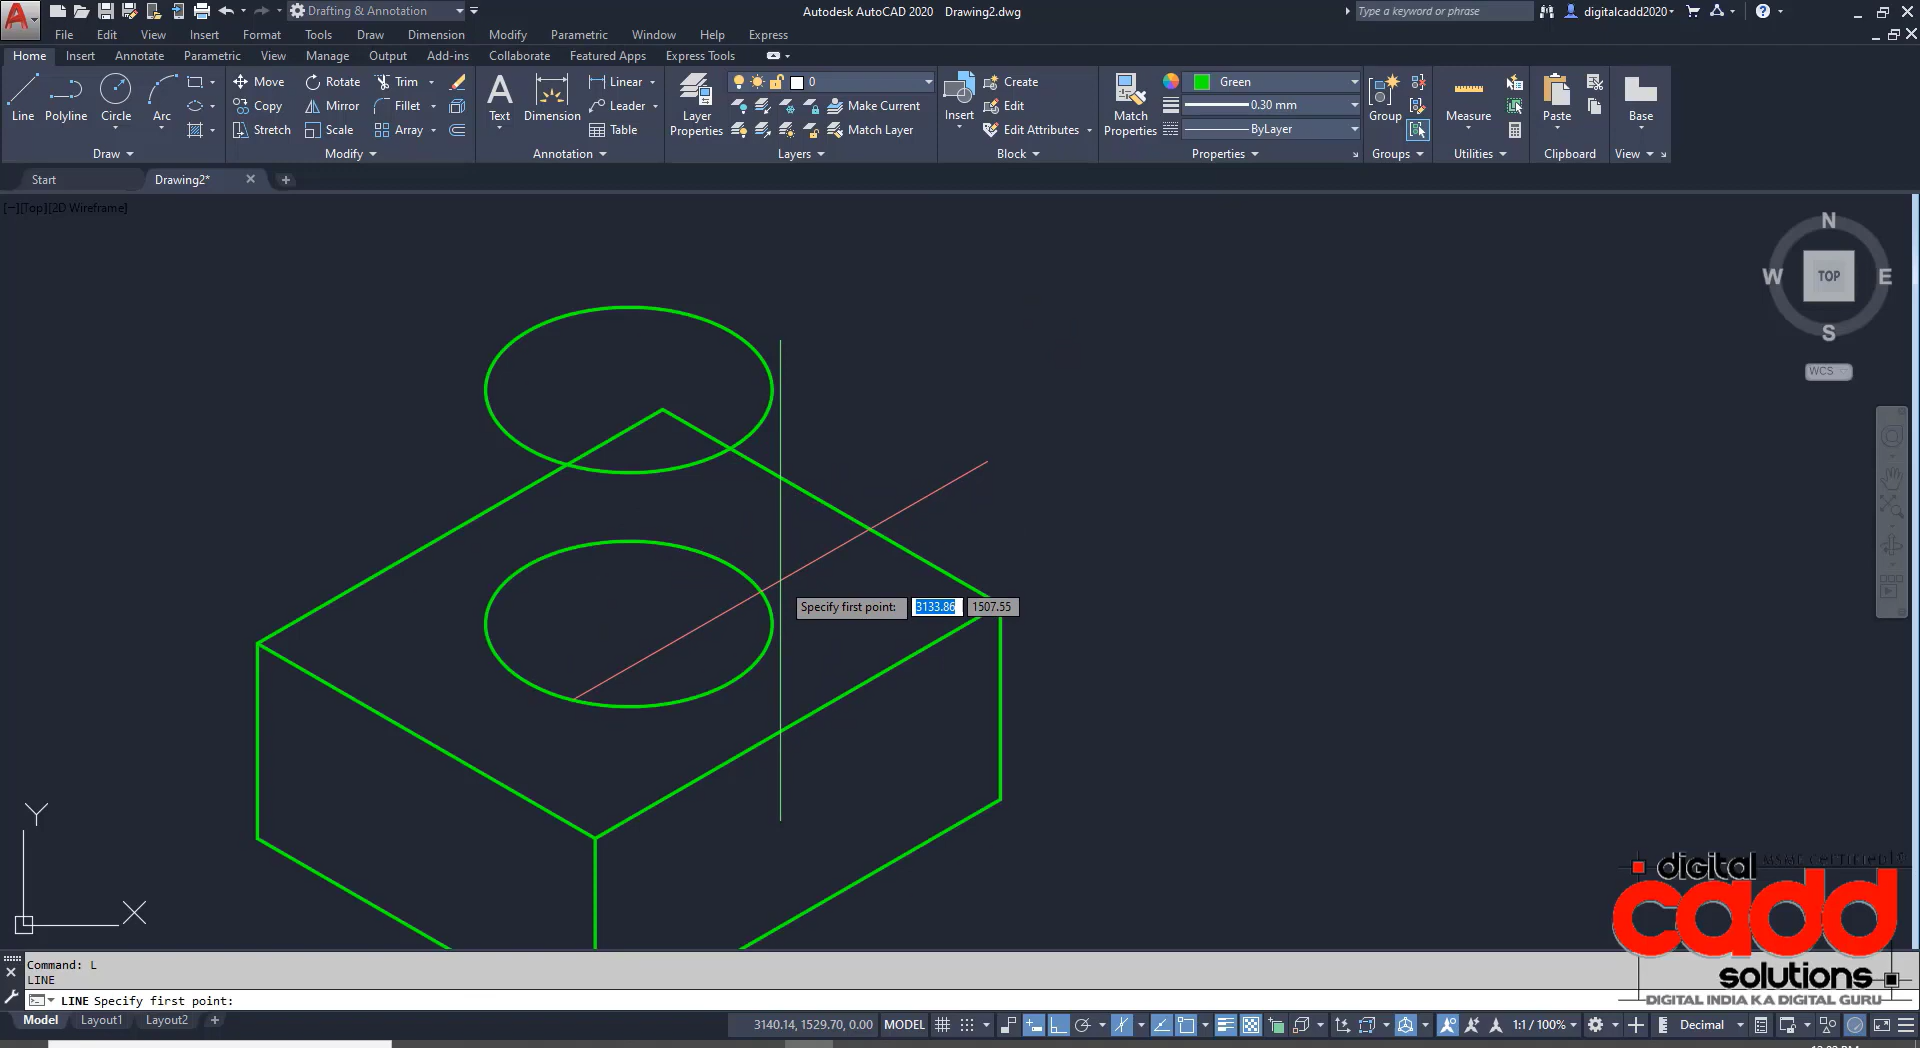 Drafting & Annotation
Autodesk AutoCAD 2020 Drawing2.dwg
Type a keyword or phrase
digitalcadd2020
File Edit View Insert Format Tools Draw Dimension Modify Parametric Window Help Express
Home Insert Annotate Parametric View Manage Output Add-ins Collaborate Featured Apps Express Tools
Line Polyline Circle Arc
Move Rotate Trim
Copy Mirror Fillet
Stretch Scale Array
Text Dimension
Linear
Leader
Table
Layer Properties
0
Make Current
Match Layer
Insert
Create
Edit
Edit Attributes
Match Properties
Green
0.30 mm
ByLayer
Group
Measure
Paste
Base
Draw Modify Annotation Layers Block Properties Groups Utilities Clipboard View
Start Drawing2*
[−][Top][2D Wireframe]
N
W TOP E
S
WCS
Specify first point: 3133.86 1507.55
Y
X
digital
cadd
solutions
DIGITAL INDIA KA DIGITAL GURU
Command: L
LINE
LINE Specify first point:
Model Layout1 Layout2
3140.14, 1529.70, 0.00 MODEL 1:1 / 100% Decimal